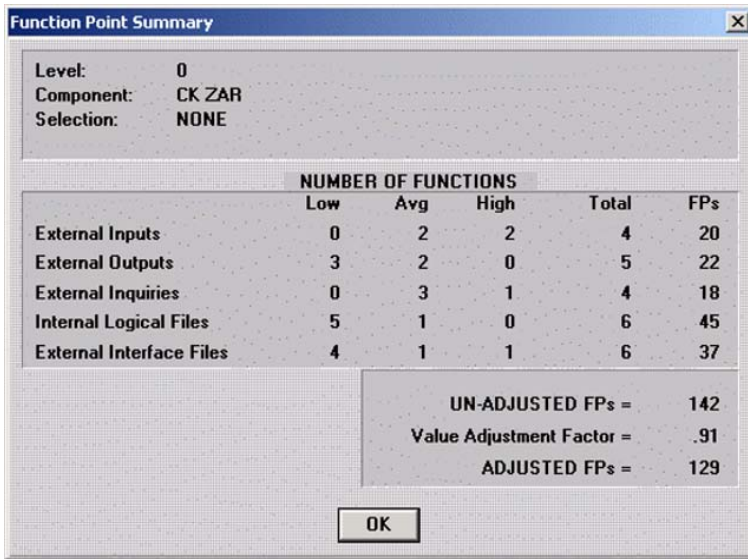 Function Point Summary
Level: 0
Component: CK ZAR
Selection: NONE
NUMBER OF FUNCTIONS
Low Avg High Total FPs
External Inputs 0 2 2 4 20
External Outputs 3 2 0 5 22
External Inquiries 0 3 1 4 18
Internal Logical Files 5 1 0 6 45
External Interface Files 4 1 1 6 37
UN-ADJUSTED FPs = 142
Value Adjustment Factor = .91
ADJUSTED FPs = 129
OK